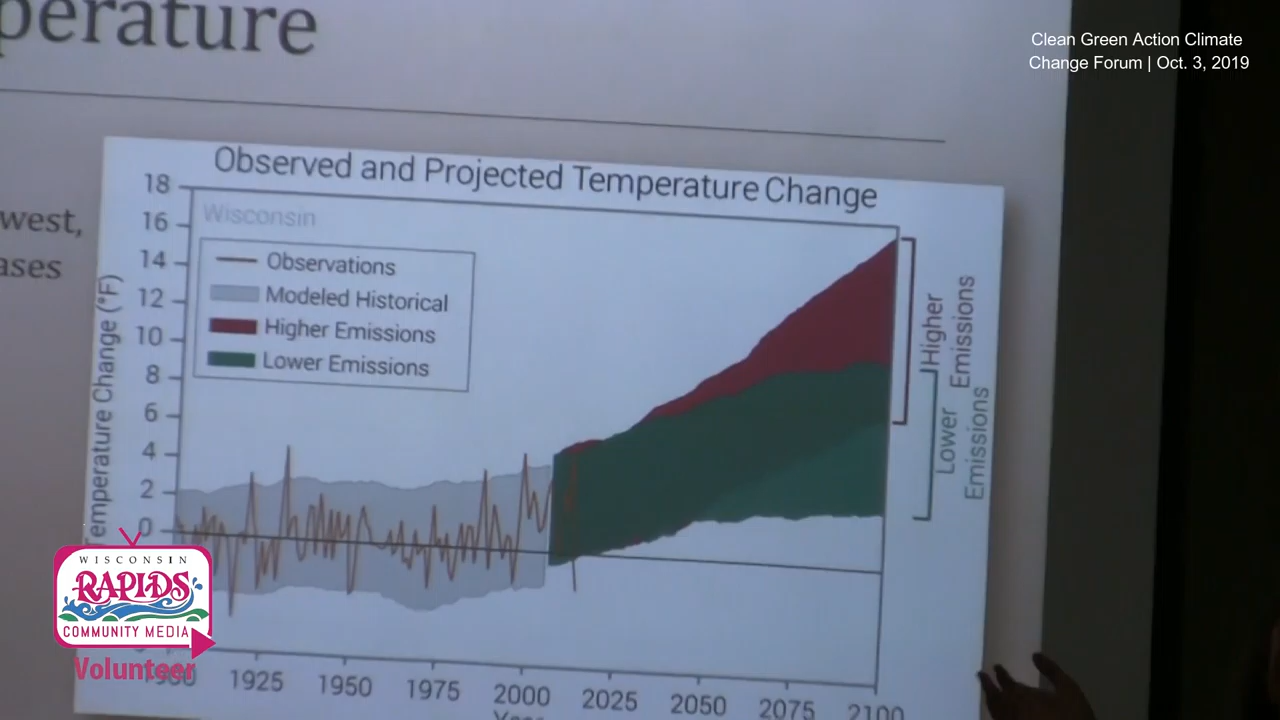 perature
Clean Green Action Climate
Change Forum | Oct. 3, 2019
west,
ases
Observed and Projected Temperature Change
Wisconsin
Observations
Modeled Historical
Higher Emissions
Lower Emissions
18
16
14
12
10
8
6
4
2
0
Temperature Change (°F)
Higher
Emissions
Lower
Emissions
1925
1950
1975
2000
2025
2050
2075
2100
WISCONSIN
RAPIDS
COMMUNITY MEDIA
Volunteer